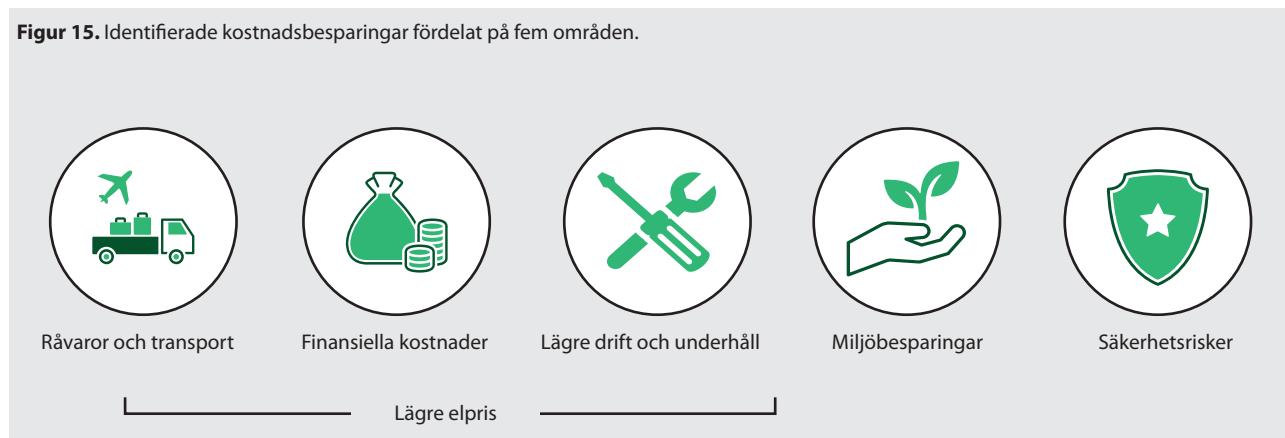 Figur 15. Identifierade kostnadsbesparingar fördelat på fem områden.
Råvaror och transport
Finansiella kostnader
Lägre drift och underhåll
Miljöbesparingar
Säkerhetsrisker
Lägre elpris